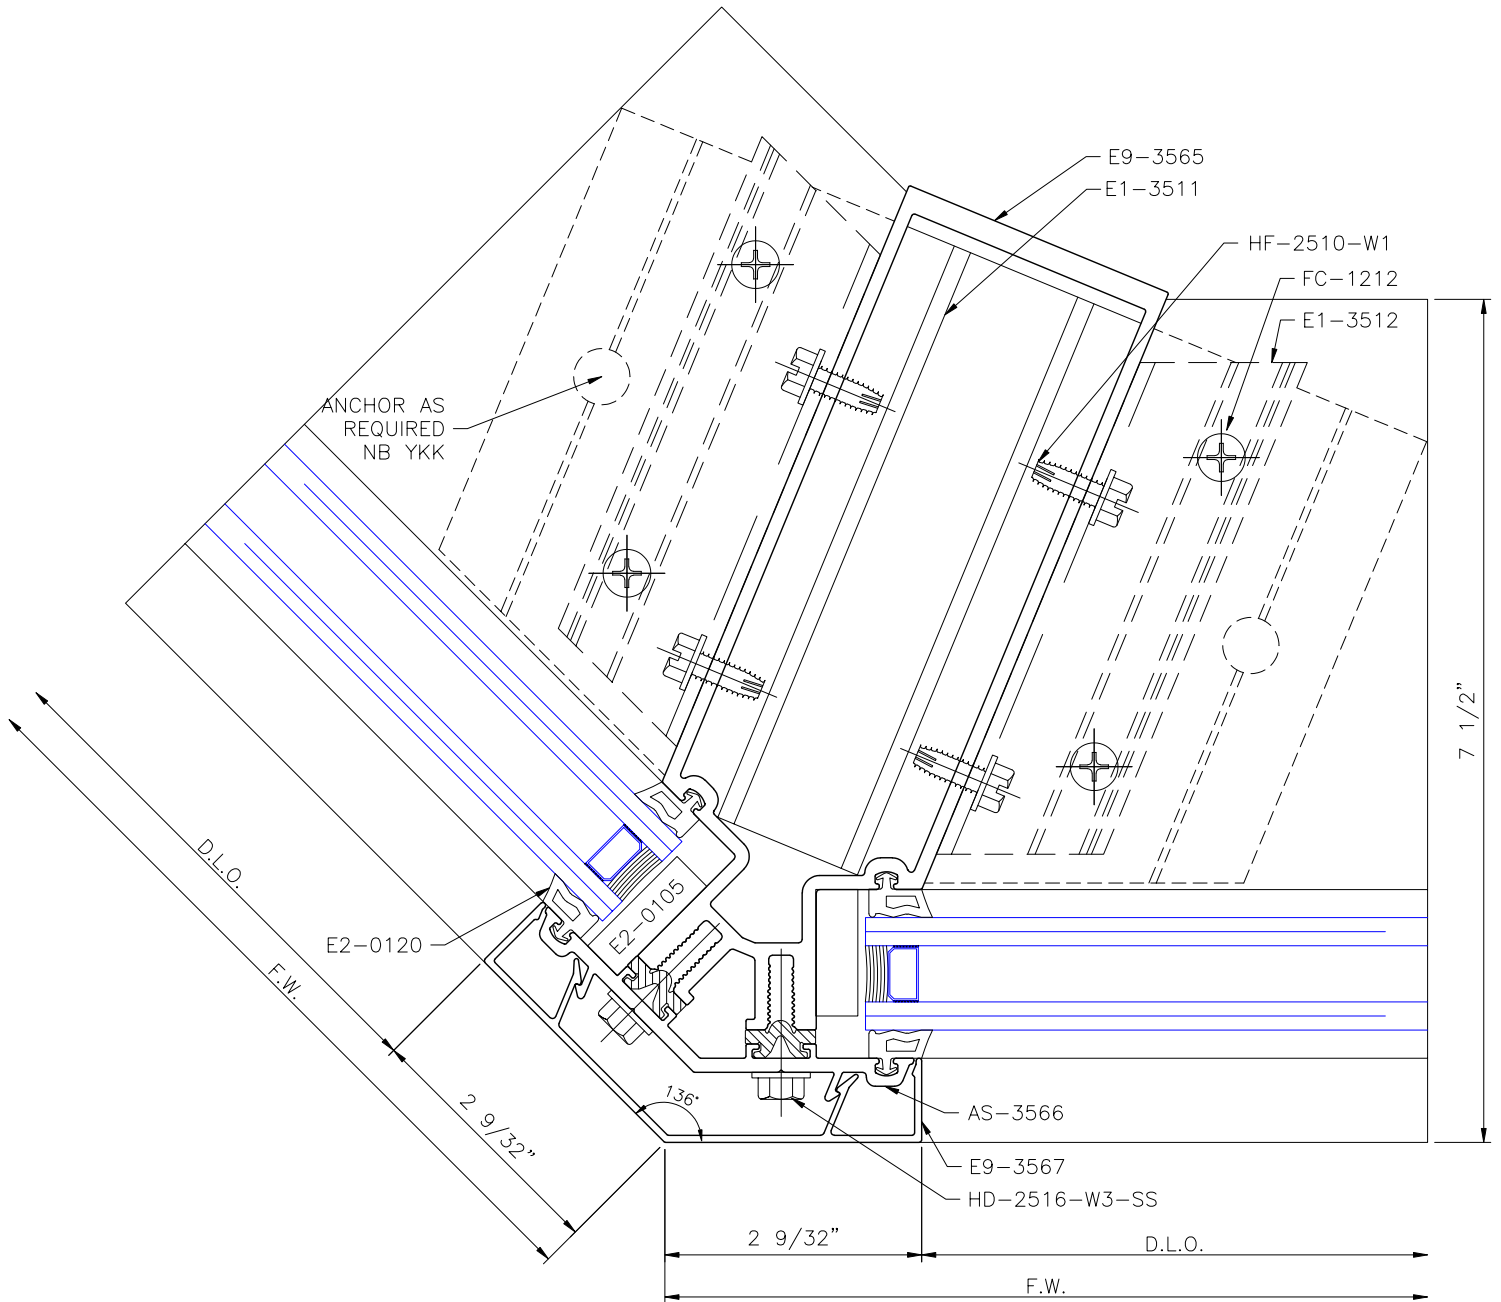 E9-3565
E1-3511
HF-2510-W1
FC-1212
E1-3512
ANCHOR AS
REQUIRED
NB YKK
7 1/2"
D.L.O.
E2-0105
E2-0120
F.W.
136°
2 9/32"
AS-3566
E9-3567
HD-2516-W3-SS
2 9/32"
D.L.O.
F.W.